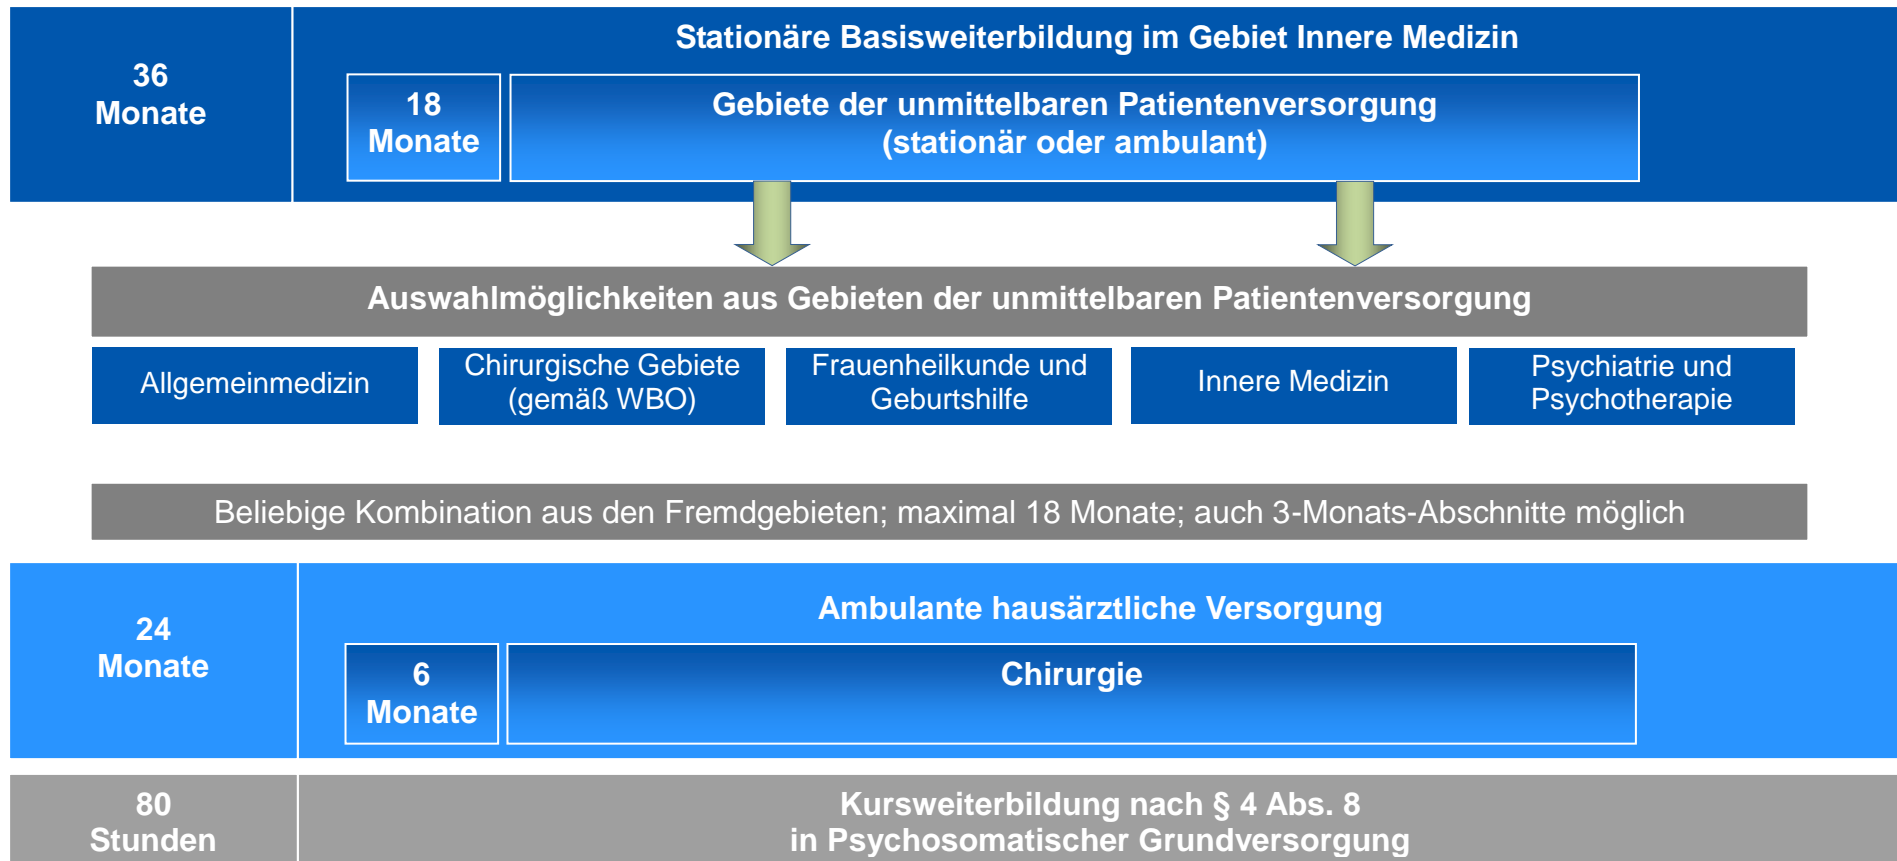 Stationäre Basisweiterbildung im Gebiet Innere Medizin
36
Monate
18
Monate
Gebiete der unmittelbaren Patientenversorgung
(stationär oder ambulant)
Auswahlmöglichkeiten aus Gebieten der unmittelbaren Patientenversorgung
Allgemeinmedizin
Chirurgische Gebiete
(gemäß WBO)
Frauenheilkunde und
Geburtshilfe
Innere Medizin
Psychiatrie und
Psychotherapie
Beliebige Kombination aus den Fremdgebieten; maximal 18 Monate; auch 3-Monats-Abschnitte möglich
24
Monate
Ambulante hausärztliche Versorgung
6
Monate
Chirurgie
80
Stunden
Kursweiterbildung nach § 4 Abs. 8
in Psychosomatischer Grundversorgung